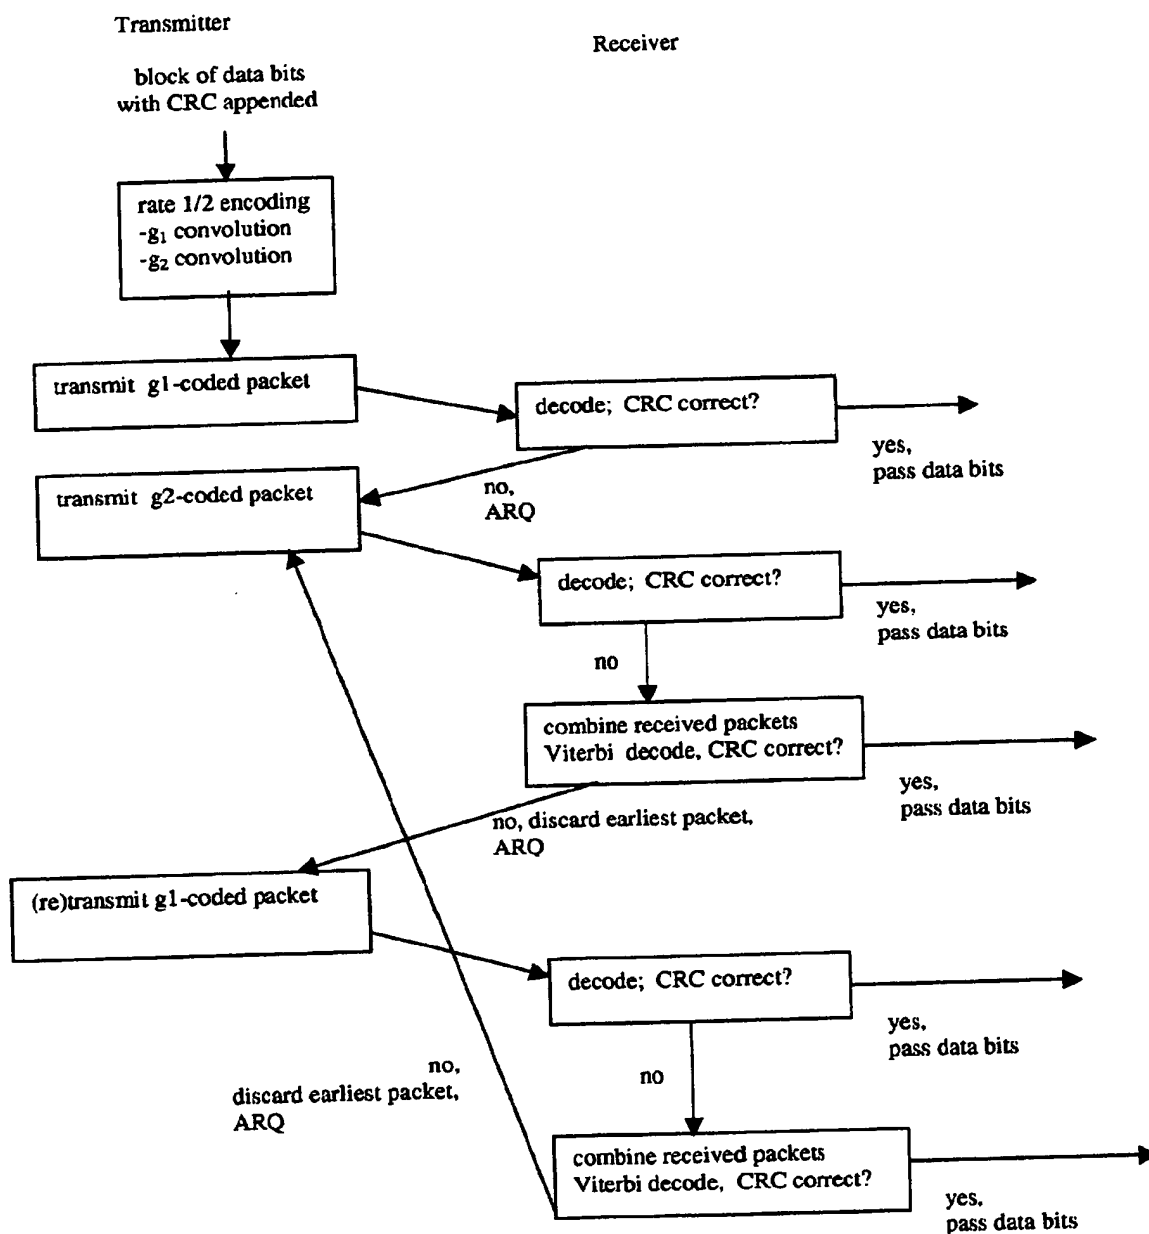 Transmitter
Receiver
block of data bits
with CRC appended
rate 1/2 encoding
-g₁ convolution
-g₂ convolution
transmit g1-coded packet
decode; CRC correct?
yes,
pass data bits
no,
ARQ
transmit g2-coded packet
decode; CRC correct?
yes,
pass data bits
no
combine received packets
Viterbi decode, CRC correct?
yes,
pass data bits
no, discard earliest packet,
ARQ
(re)transmit g1-coded packet
decode; CRC correct?
yes,
pass data bits
no
no,
discard earliest packet,
ARQ
combine received packets
Viterbi decode, CRC correct?
yes,
pass data bits